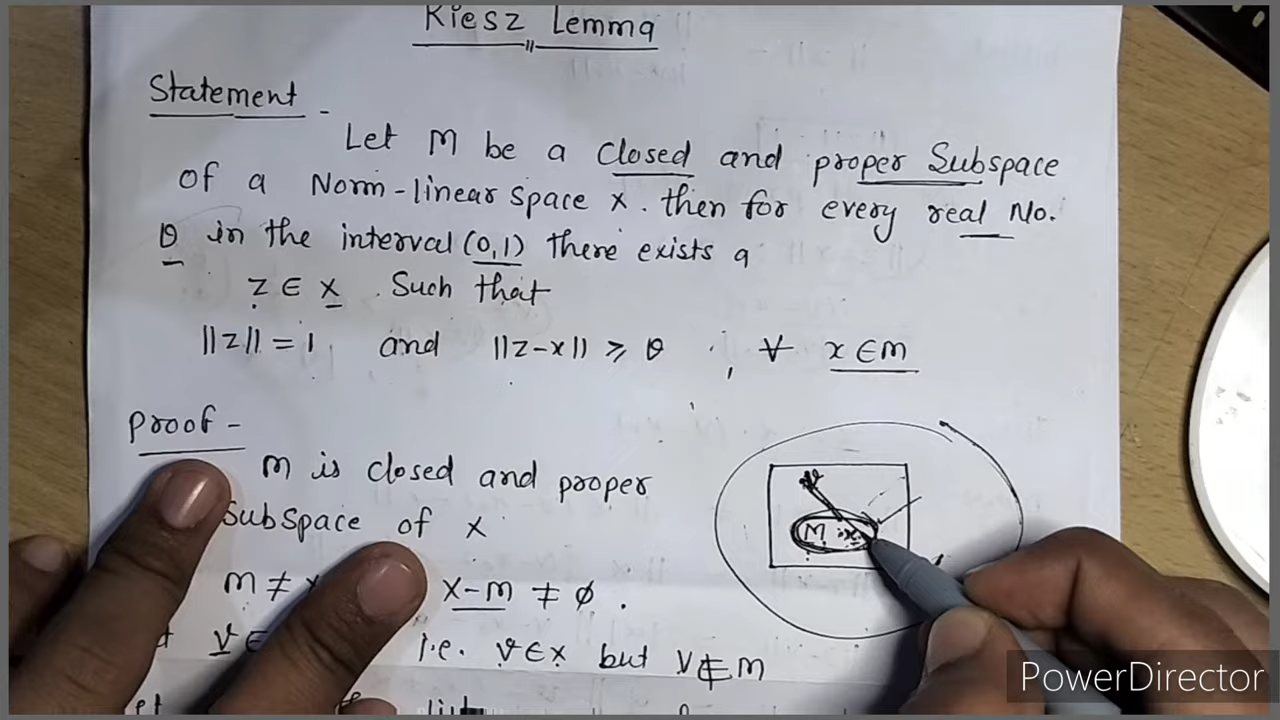 Riesz Lemma
Statement -
Let M be a closed and proper Subspace
of a Norm-linear space X. then for every real No.
θ in the interval (0,1) there exists a
z ∈ X. Such that
||z|| = 1 and ||z-x|| ⩾ θ ; ∀ x ∈ M
Proof -
M is closed and proper
Subspace of X
M ≠ X-M ≠ ϕ.
v ∈ i.e. v ∈ X but v ∉ M
v
M x
PowerDirector